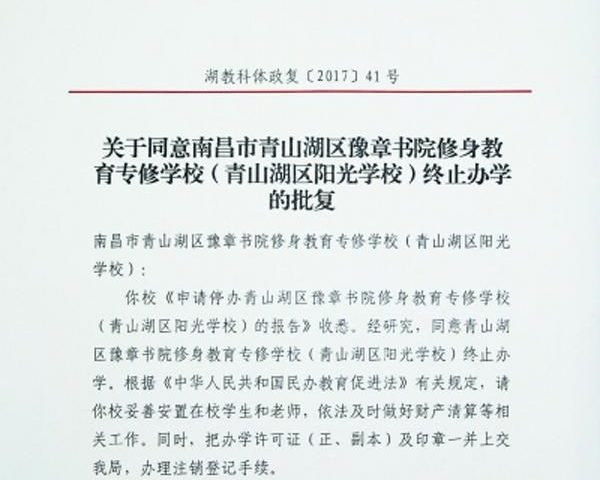 湖教科体政复〔2017〕41号
关于同意南昌市青山湖区豫章书院修身教
育专修学校（青山湖区阳光学校）终止办学
的批复
南昌市青山湖区豫章书院修身教育专修学校（青山湖区阳光
学校）：
你校《申请停办青山湖区豫章书院修身教育专修学校
（青山湖区阳光学校）的报告》收悉。经研究，同意青山湖
区豫章书院修身教育专修学校（青山湖区阳光学校）终止办
学。根据《中华人民共和国民办教育促进法》有关规定，请
你校妥善安置在校学生和老师，依法及时做好财产清算等相
关工作。同时，把办学许可证（正、副本）及印章一并上交
我局，办理注销登记手续。